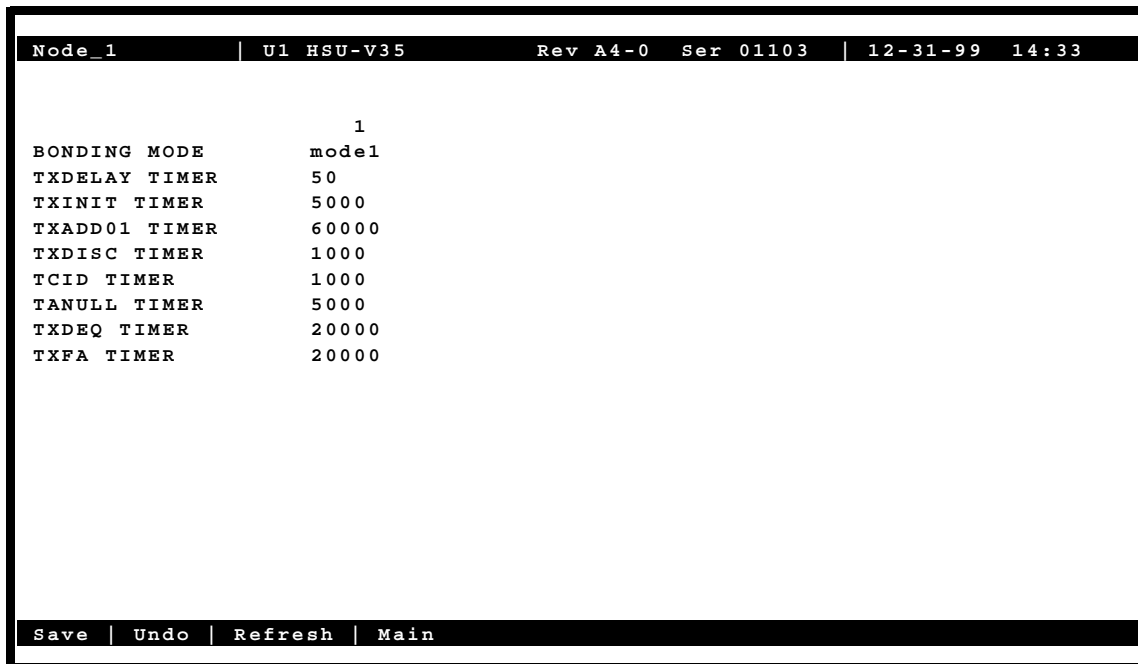 Node_1 | U1 HSU-V35 Rev A4-0 Ser 01103 | 12-31-99 14:33
1
BONDING MODE mode1
TXDELAY TIMER 50
TXINIT TIMER 5000
TXADD01 TIMER 60000
TXDISC TIMER 1000
TCID TIMER 1000
TANULL TIMER 5000
TXDEQ TIMER 20000
TXFA TIMER 20000
Save | Undo | Refresh | Main